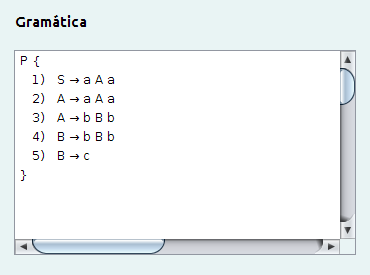 Gramática
P {
1) S → a A a
2) A → a A a
3) A → b B b
4) B → b B b
5) B → c
}